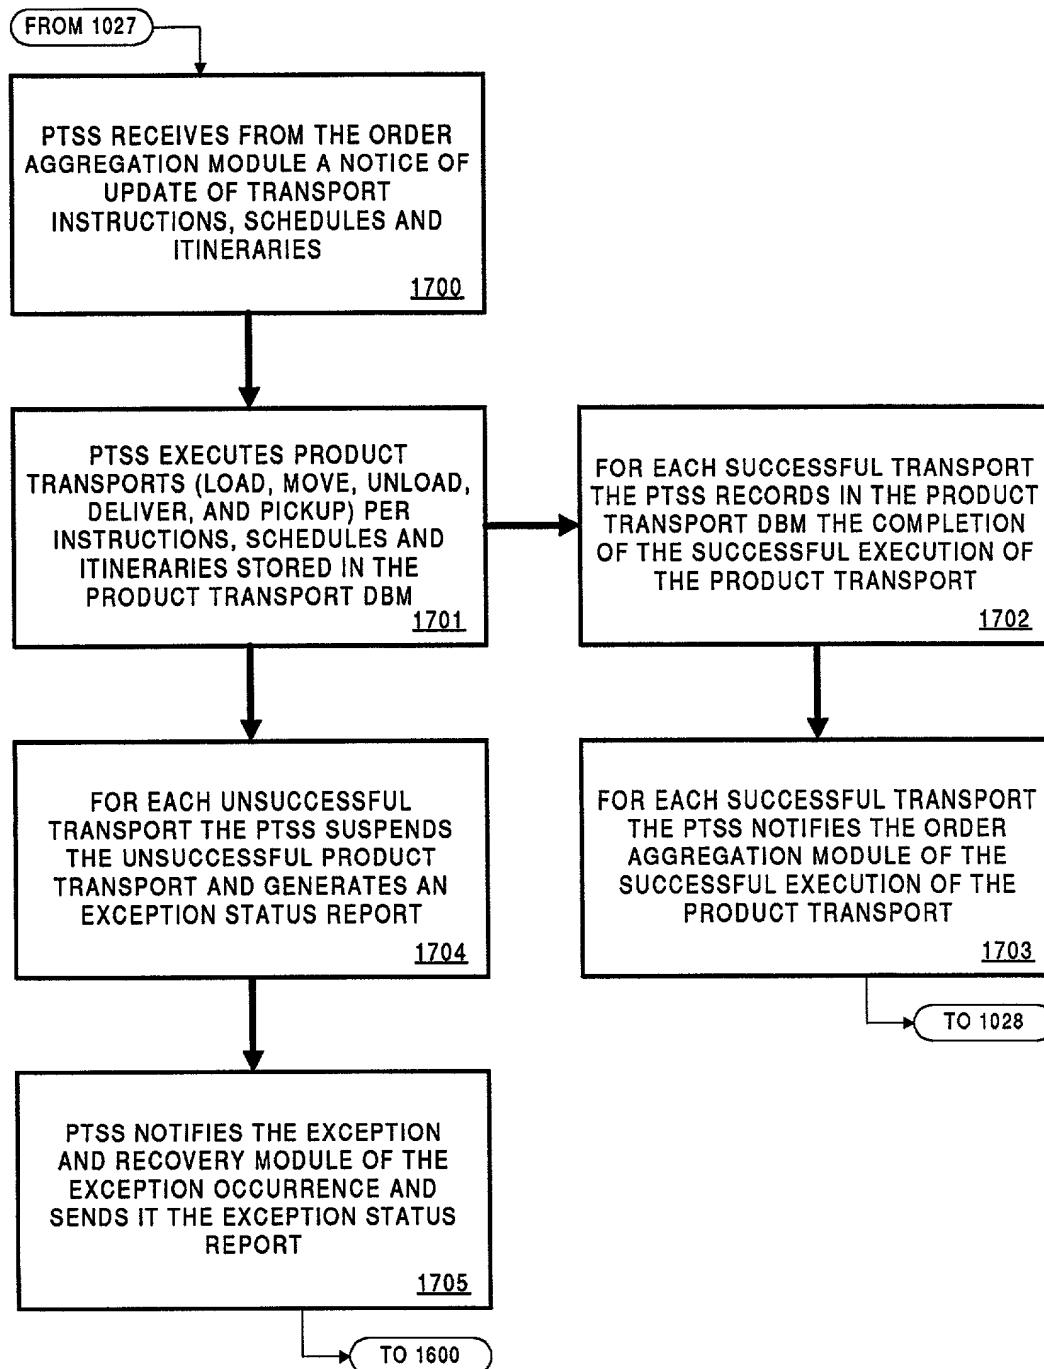 FROM 1027
PTSS RECEIVES FROM THE ORDER
AGGREGATION MODULE A NOTICE OF
UPDATE OF TRANSPORT
INSTRUCTIONS, SCHEDULES AND
ITINERARIES
1700
PTSS EXECUTES PRODUCT
TRANSPORTS (LOAD, MOVE, UNLOAD,
DELIVER, AND PICKUP) PER
INSTRUCTIONS, SCHEDULES AND
ITINERARIES STORED IN THE
PRODUCT TRANSPORT DBM
1701
FOR EACH SUCCESSFUL TRANSPORT
THE PTSS RECORDS IN THE PRODUCT
TRANSPORT DBM THE COMPLETION
OF THE SUCCESSFUL EXECUTION OF
THE PRODUCT TRANSPORT
1702
FOR EACH UNSUCCESSFUL
TRANSPORT THE PTSS SUSPENDS
THE UNSUCCESSFUL PRODUCT
TRANSPORT AND GENERATES AN
EXCEPTION STATUS REPORT
1704
FOR EACH SUCCESSFUL TRANSPORT
THE PTSS NOTIFIES THE ORDER
AGGREGATION MODULE OF THE
SUCCESSFUL EXECUTION OF THE
PRODUCT TRANSPORT
1703
TO 1028
PTSS NOTIFIES THE EXCEPTION
AND RECOVERY MODULE OF THE
EXCEPTION OCCURRENCE AND
SENDS IT THE EXCEPTION STATUS
REPORT
1705
TO 1600